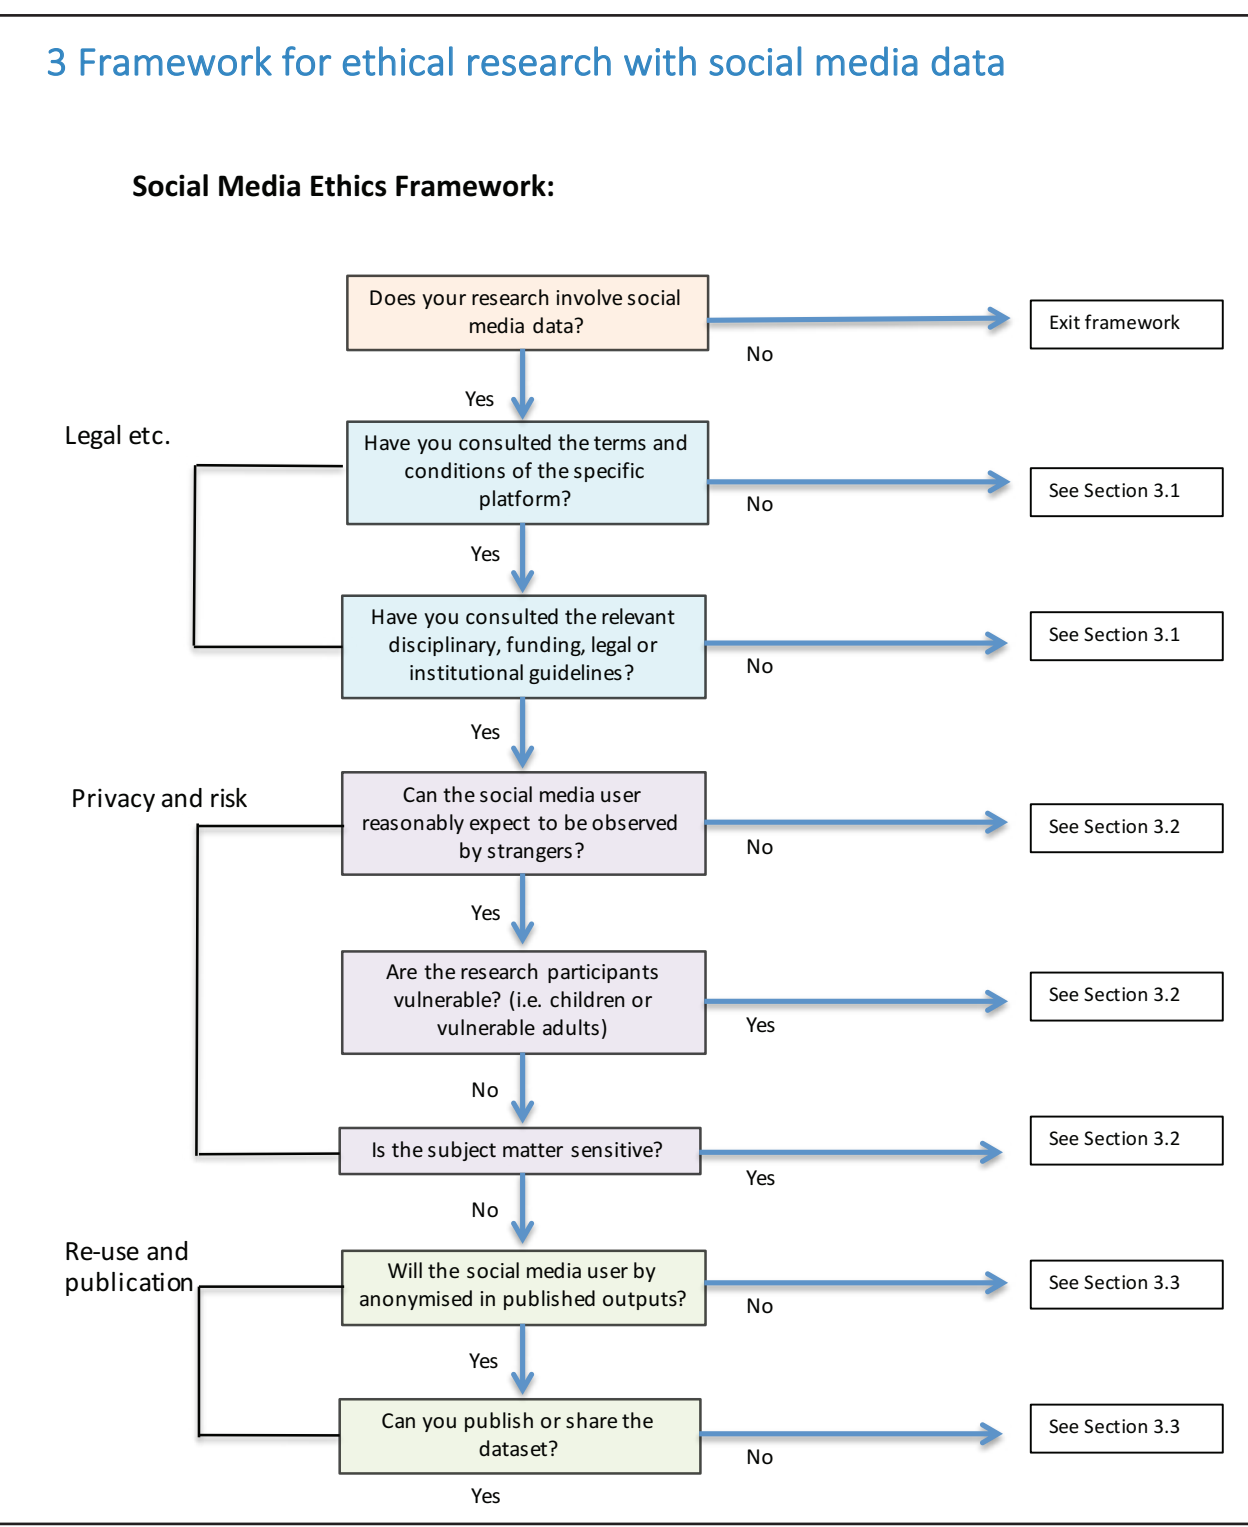 3 Framework for ethical research with social media data
Social Media Ethics Framework:
Does your research involve social
media data?
No
Exit framework
Yes
Legal etc.
Have you consulted the terms and
conditions of the specific
platform?
No
See Section 3.1
Yes
Have you consulted the relevant
disciplinary, funding, legal or
institutional guidelines?
No
See Section 3.1
Yes
Privacy and risk
Can the social media user
reasonably expect to be observed
by strangers?
No
See Section 3.2
Yes
Are the research participants
vulnerable? (i.e. children or
vulnerable adults)
Yes
See Section 3.2
No
Is the subject matter sensitive?
Yes
See Section 3.2
No
Re-use and
publication
Will the social media user by
anonymised in published outputs?
No
See Section 3.3
Yes
Can you publish or share the
dataset?
No
See Section 3.3
Yes